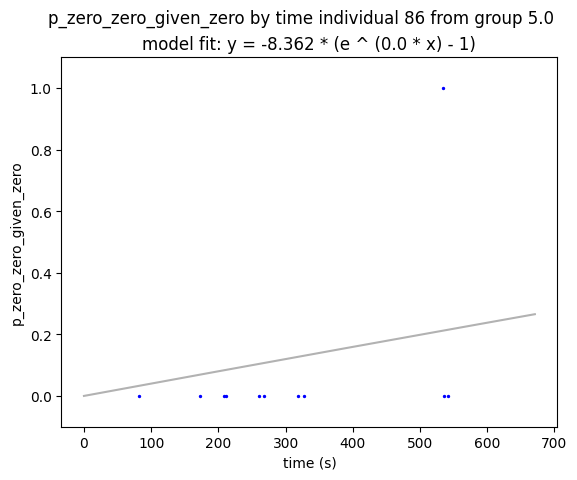 p_zero_zero_given_zero by time individual 86 from group 5.0
model fit: y = -8.362 * (e ^ (0.0 * x) - 1)
1.0
0.8
0.6
0.4
0.2
0.0
p_zero_zero_given_zero
0 100 200 300 400 500 600 700
time (s)